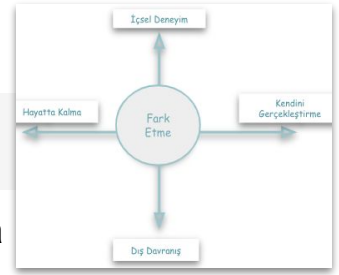 İçsel Deneyim
Hayatta Kalma
Fark
Etme
Kendini
Gerçekleştirme
Dış Davranış